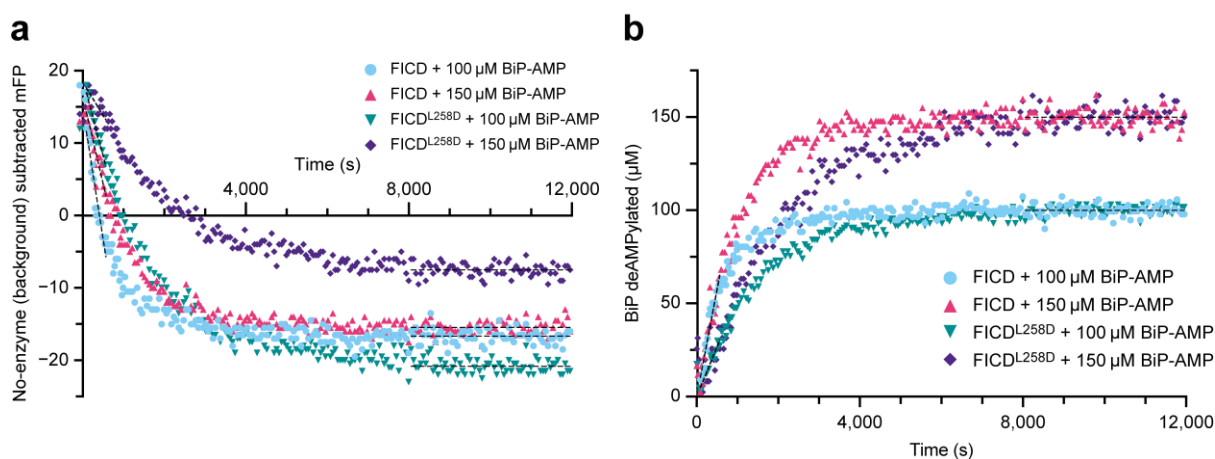 a
No-enzyme (background) subtracted mFP
20
10
0
−10
−20
Time (s)
4,000
8,000
12,000
FICD + 100 µM BiP-AMP
FICD + 150 µM BiP-AMP
FICDL258D + 100 µM BiP-AMP
FICDL258D + 150 µM BiP-AMP
b
BiP deAMPylated (µM)
150
100
50
0
0
4,000
8,000
12,000
Time (s)
FICD + 100 µM BiP-AMP
FICD + 150 µM BiP-AMP
FICDL258D + 100 µM BiP-AMP
FICDL258D + 150 µM BiP-AMP